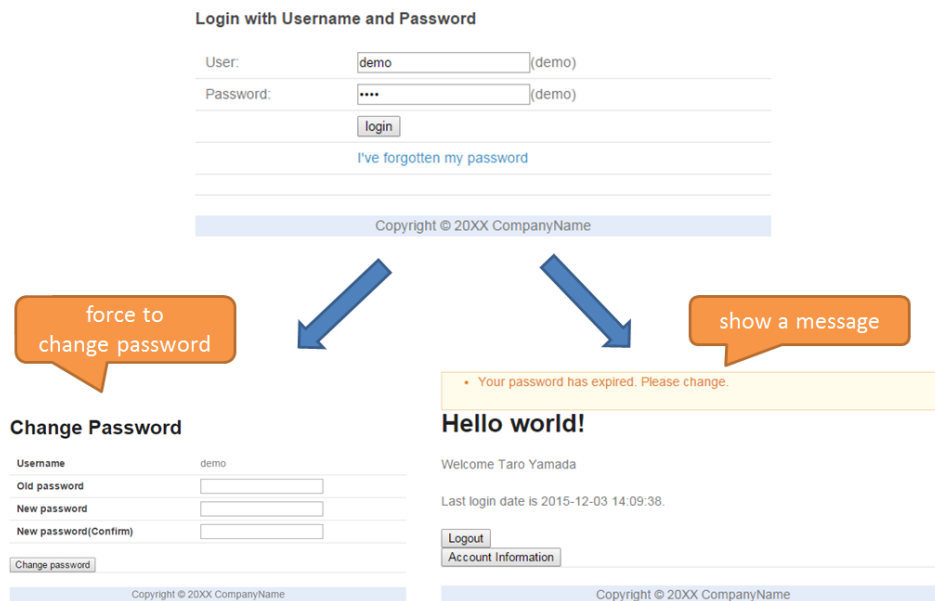 Login with Username and Password
User: demo (demo)
Password: •••• (demo)
login
I've forgotten my password
Copyright © 20XX CompanyName
force to
change password
show a message
Change Password
Username demo
Old password
New password
New password(Confirm)
Change password
Copyright © 20XX CompanyName
• Your password has expired. Please change.
Hello world!
Welcome Taro Yamada
Last login date is 2015-12-03 14:09:38.
Logout
Account Information
Copyright © 20XX CompanyName